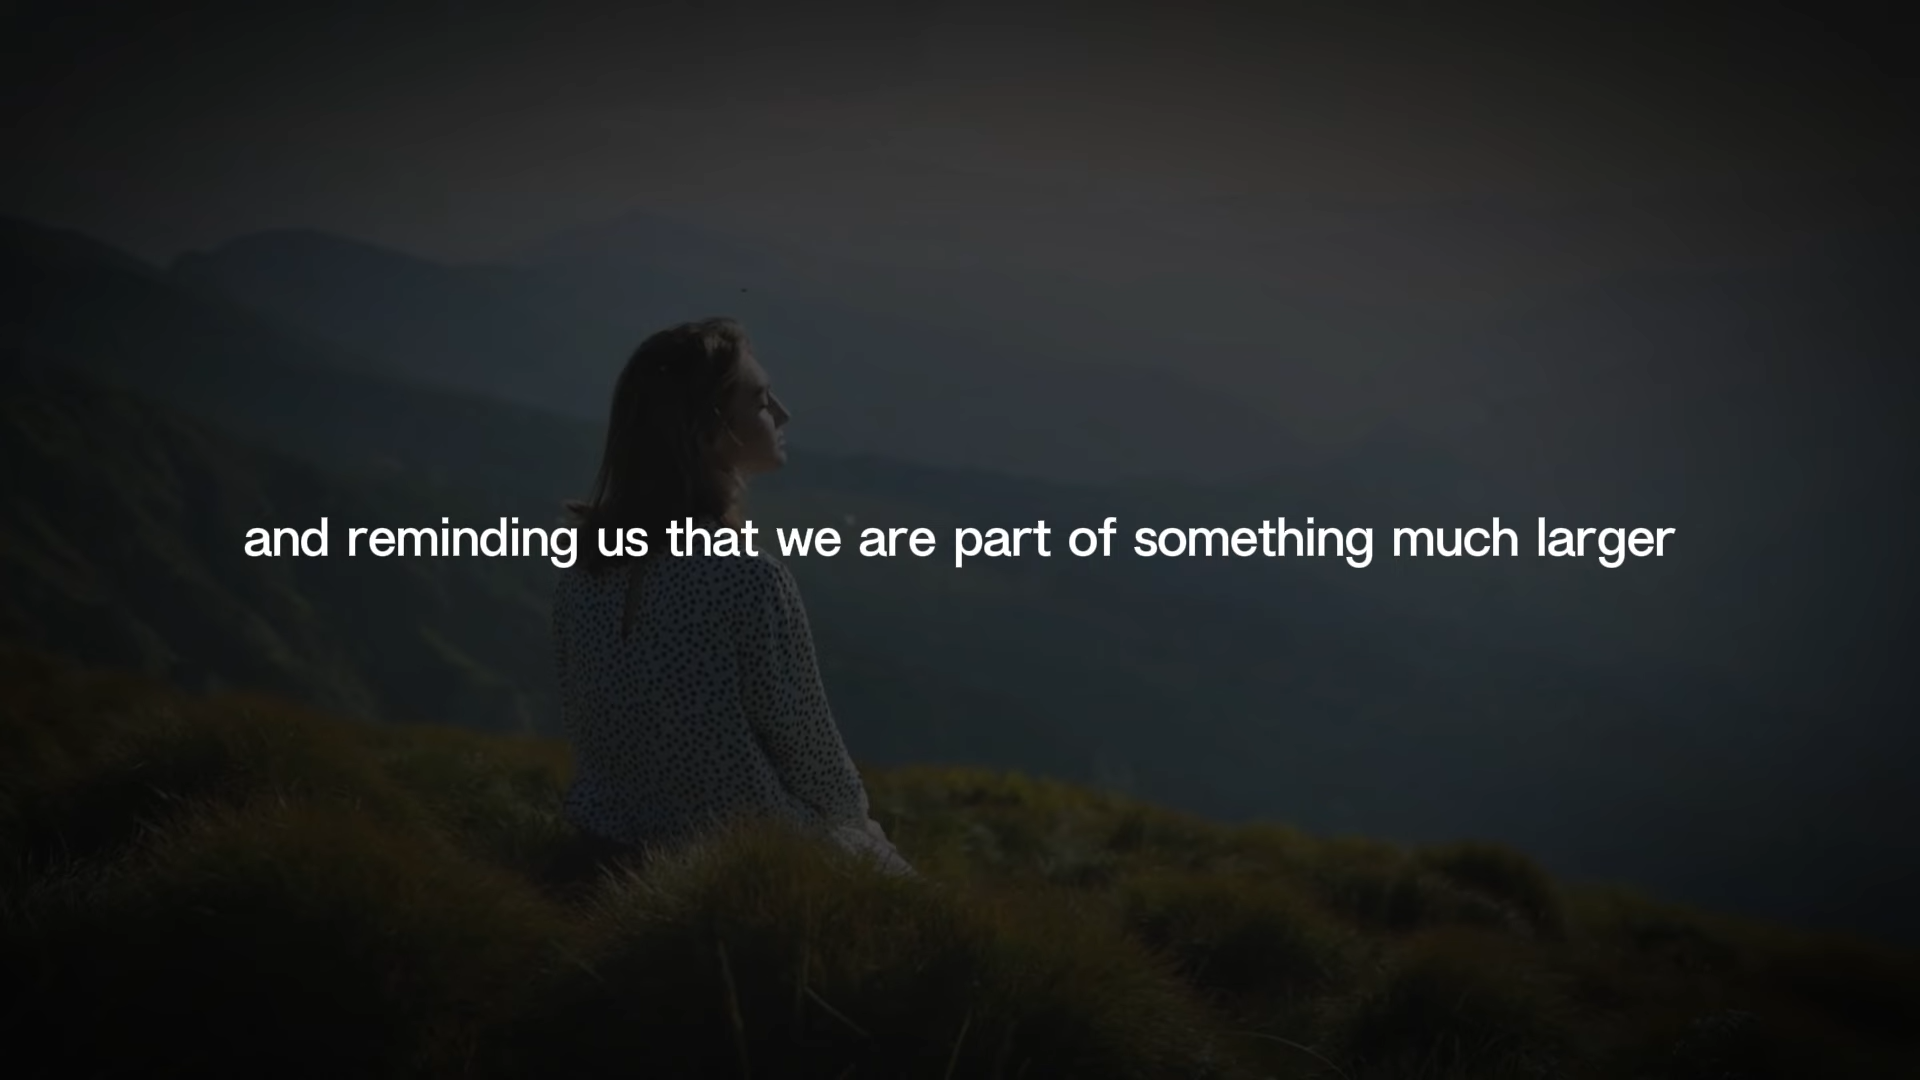 and reminding us that we are part of something much larger